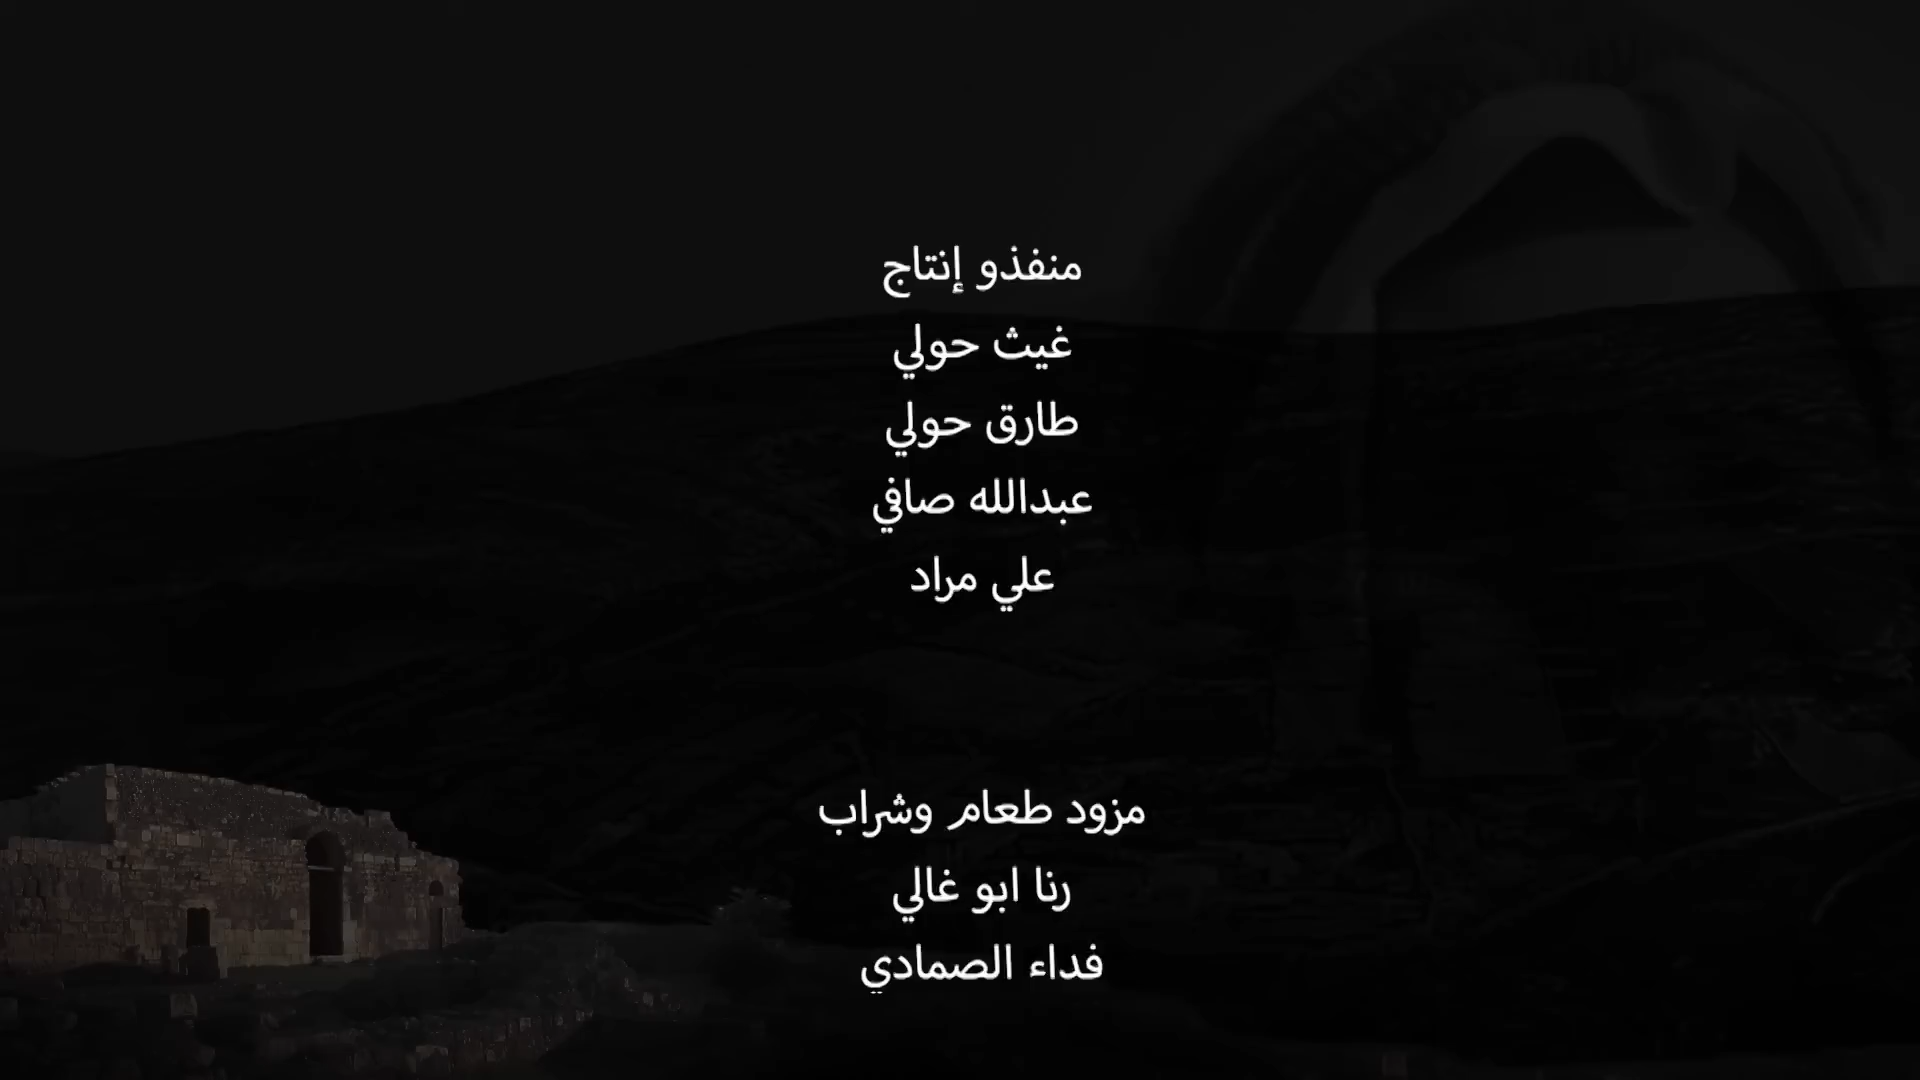 منفذو إنتاج
غيث حولي
طارق حولي
عبدالله صافي
علي مراد
مزود طعام وشراب
رنا ابو غالي
فداء الصمادي